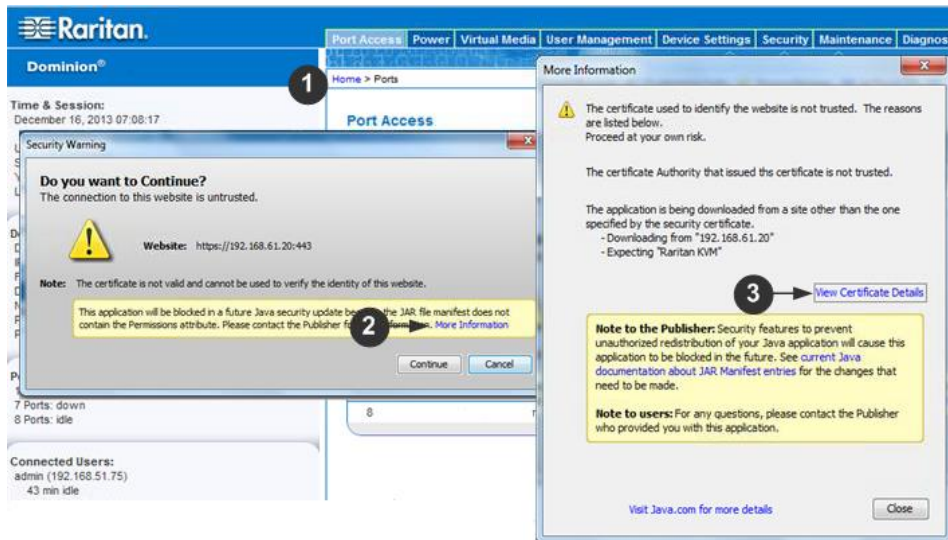 Raritan.
Port Access Power Virtual Media User Management Device Settings Security Maintenance Diagnos
Dominion®
1
Home > Ports
Time & Session:
December 16, 2013 07:08:17
Port Access
Security Warning
Do you want to Continue?
The connection to this website is untrusted.
Website: https://192.168.61.20:443
Note: The certificate is not valid and cannot be used to verify the identity of this website.
This application will be blocked in a future Java security update because the JAR file manifest does not
contain the Permissions attribute. Please contact the Publisher for more information. More Information
2
Continue
Cancel
7 Ports: down
8 Ports: idle
8
Connected Users:
admin (192.168.51.75)
43 min idle
More Information
The certificate used to identify the website is not trusted. The reasons
are listed below.
Proceed at your own risk.
The certificate Authority that issued ths certificate is not trusted.
The application is being downloaded from a site other than the one
specified by the security certificate.
- Downloading from "192.168.61.20"
- Expecting "Raritan KVM"
3
View Certificate Details
Note to the Publisher: Security features to prevent
unauthorized redistribution of your Java application will cause this
application to be blocked in the future. See current Java
documentation about JAR Manifest entries for the changes that
need to be made.
Note to users: For any questions, please contact the Publisher
who provided you with this application.
Visit Java.com for more details
Close